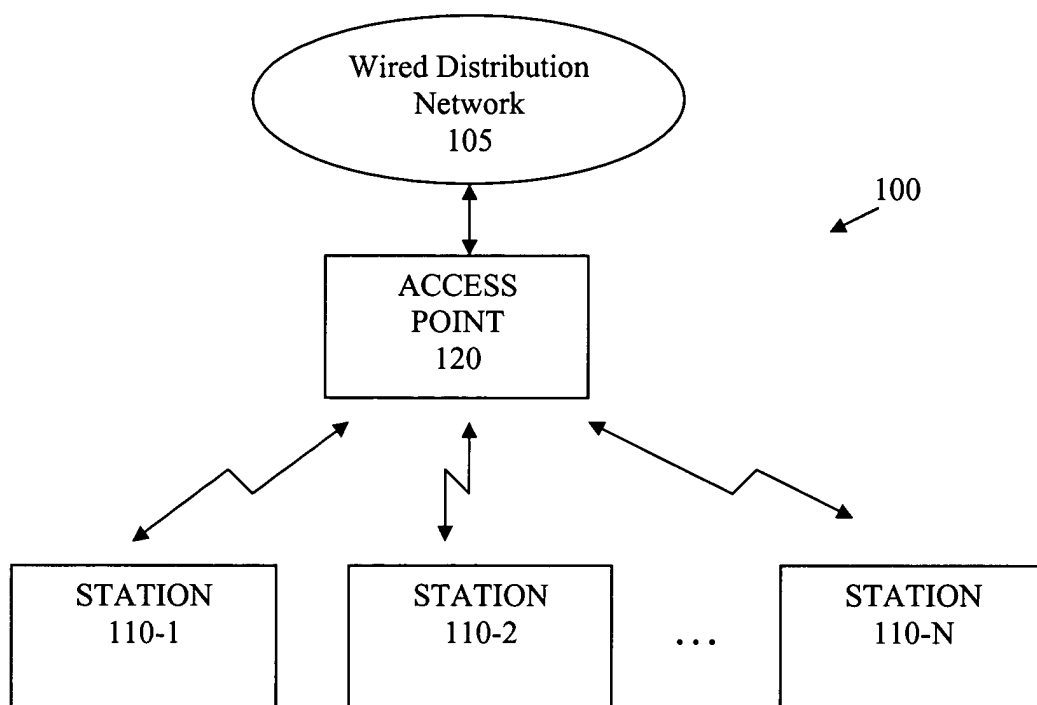 Wired Distribution
Network
105
100
ACCESS
POINT
120
STATION
110-1
STATION
110-2
...
STATION
110-N